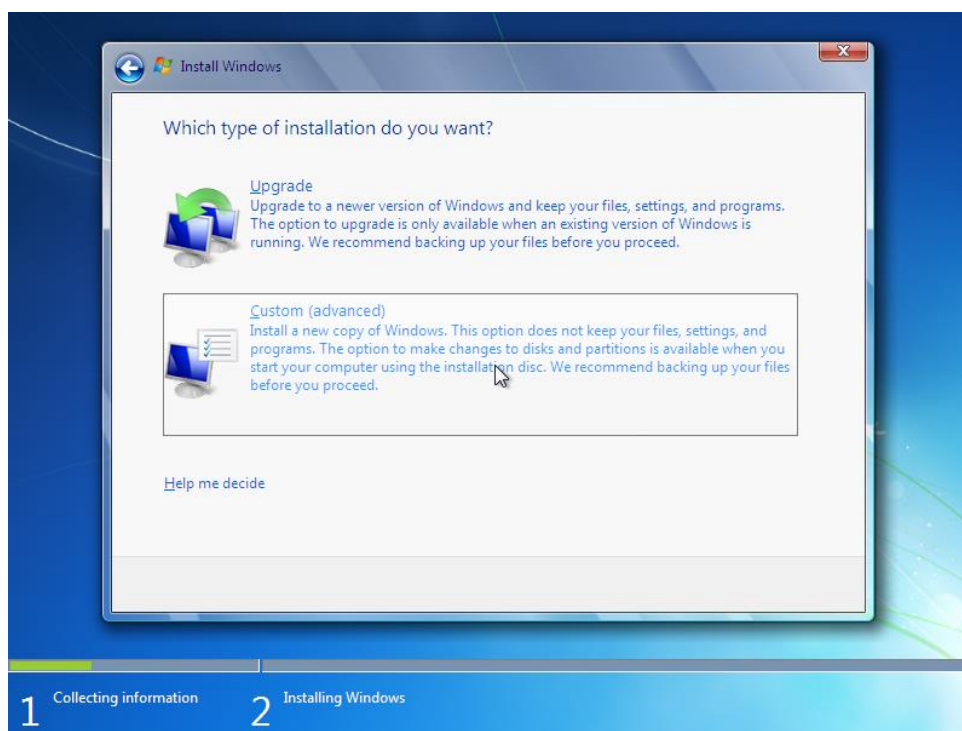 Install Windows
Which type of installation do you want?
Upgrade
Upgrade to a newer version of Windows and keep your files, settings, and programs.
The option to upgrade is only available when an existing version of Windows is
running. We recommend backing up your files before you proceed.
Custom (advanced)
Install a new copy of Windows. This option does not keep your files, settings, and
programs. The option to make changes to disks and partitions is available when you
start your computer using the installation disc. We recommend backing up your files
before you proceed.
Help me decide
1 Collecting information
2 Installing Windows